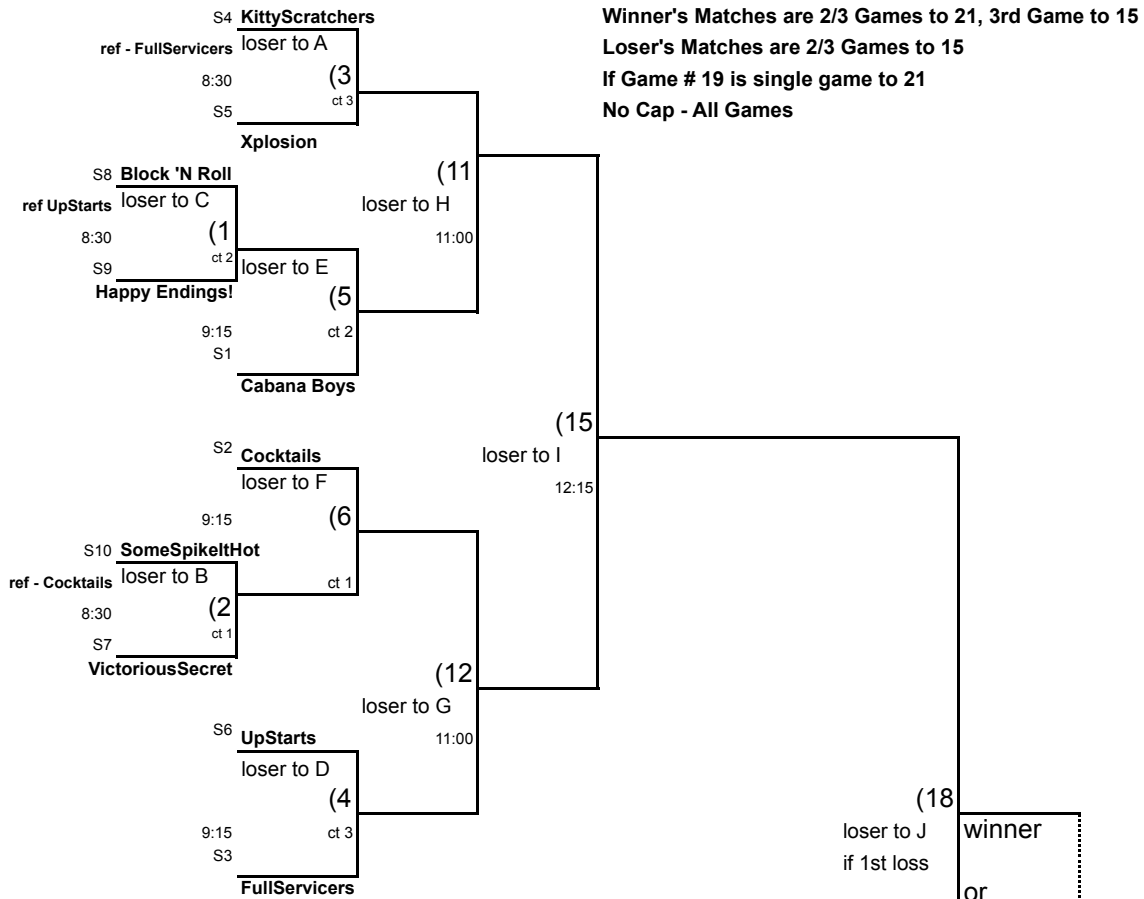 S4 KittyScratchers
ref - FullServicers loser to A
8:30 (3
ct 3
S5
Xplosion
Winner's Matches are 2/3 Games to 21, 3rd Game to 15
Loser's Matches are 2/3 Games to 15
If Game # 19 is single game to 21
No Cap - All Games
S8 Block 'N Roll
ref UpStarts loser to C
8:30 (1
ct 2
S9
Happy Endings!
(11
loser to H
11:00
loser to E
(5
9:15 ct 2
S1
Cabana Boys
(15
loser to I
12:15
S2 Cocktails
loser to F
9:15 (6
ct 1
S10 SomeSpikeItHot
ref - Cocktails loser to B
8:30 (2
ct 1
S7
VictoriousSecret
(12
loser to G
11:00
S6 UpStarts
loser to D
(4
9:15 ct 3
S3
FullServicers
(18
loser to J winner
if 1st loss
or